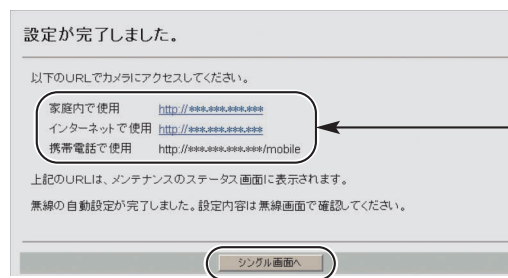 設定が完了しました。
以下のURLでカメラにアクセスしてください。
家庭内で使用 http://***.***.***.***
インターネットで使用 http://***.***.***.***
携帯電話で使用 http://***.***.***.***/mobile
上記のURLは、メンテナンスのステータス画面に表示されます。
無線の自動設定が完了しました。設定内容は無線画面で確認してください。
シングル画面へ